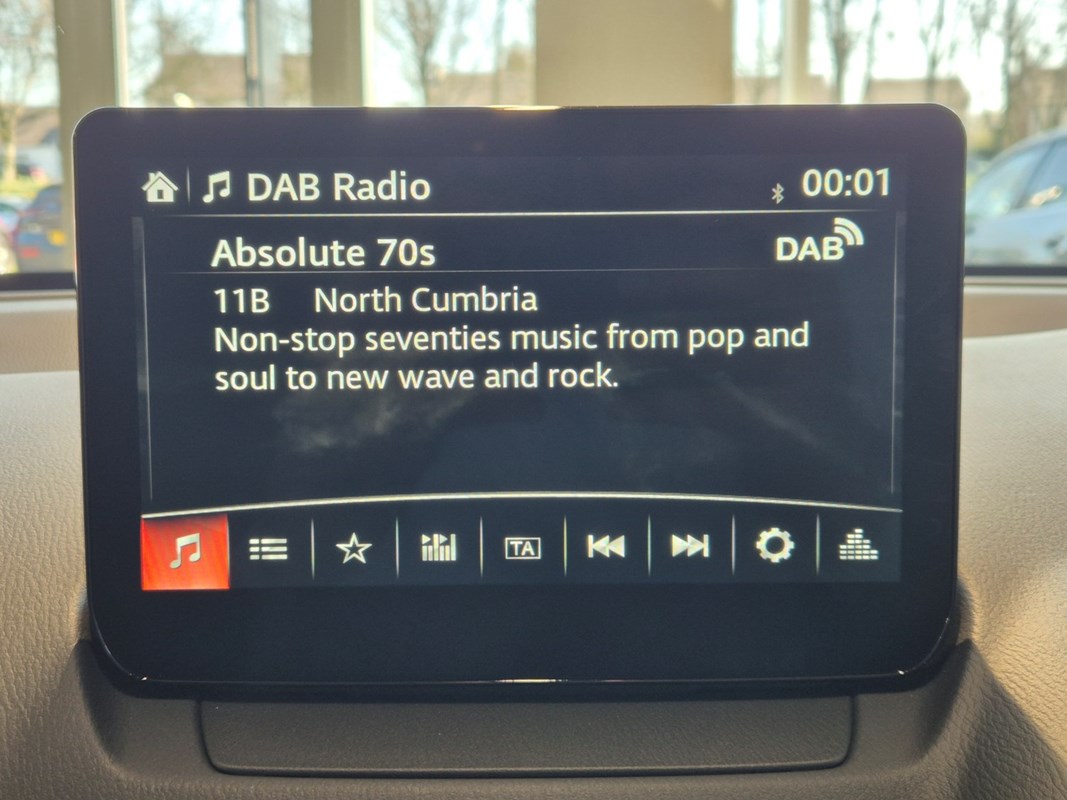 DAB Radio 00:01
Absolute 70s DAB
11B North Cumbria
Non-stop seventies music from pop and
soul to new wave and rock.
TA